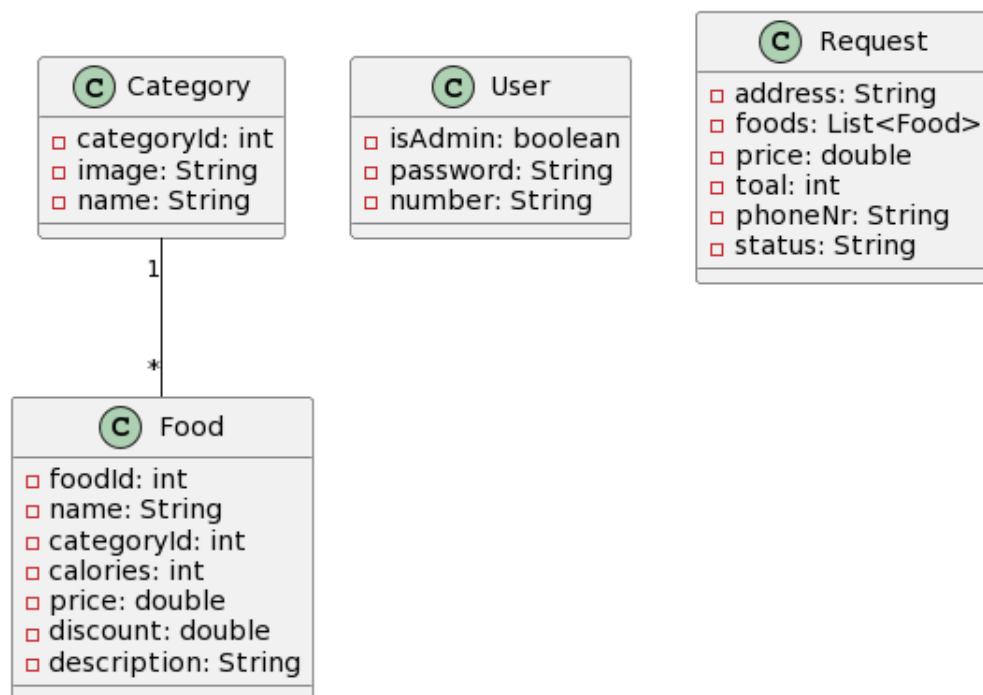 C Category
categoryId: int
image: String
name: String
C User
isAdmin: boolean
password: String
number: String
C Request
address: String
foods: List<Food>
price: double
toal: int
phoneNr: String
status: String
1
*
C Food
foodId: int
name: String
categoryId: int
calories: int
price: double
discount: double
description: String